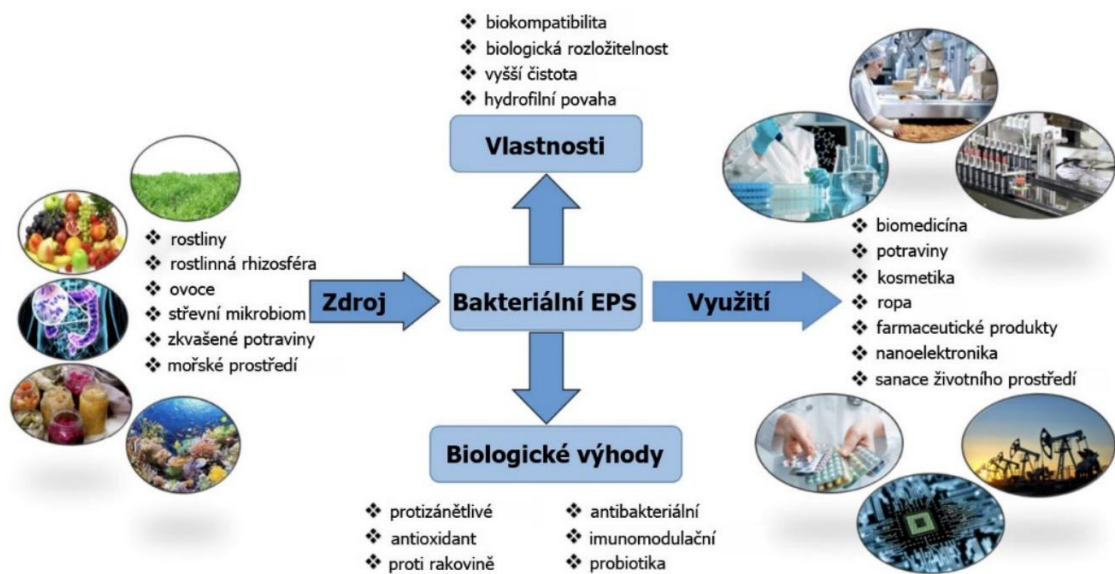 biokompatibilita
biologická rozložitelnost
vyšší čistota
hydrofilní povaha
Vlastnosti
rostliny
rostlinná rhizosféra
ovoce
střevní mikrobiom
zkvašené potraviny
mořské prostředí
Zdroj
Bakteriální EPS
Využití
biomedicína
potraviny
kosmetika
ropa
farmaceutické produkty
nanoelektronika
sanace životního prostředí
Biologické výhody
protizánětlivé
antioxidant
proti rakovině
antibakteriální
imunomodulační
probiotika